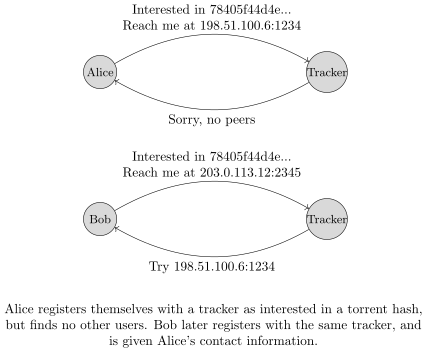 Interested in 78405f44d4e...
Reach me at 198.51.100.6:1234
Alice
Tracker
Sorry, no peers
Interested in 78405f44d4e...
Reach me at 203.0.113.12:2345
Bob
Tracker
Try 198.51.100.6:1234
Alice registers themselves with a tracker as interested in a torrent hash,
but finds no other users. Bob later registers with the same tracker, and
is given Alice's contact information.